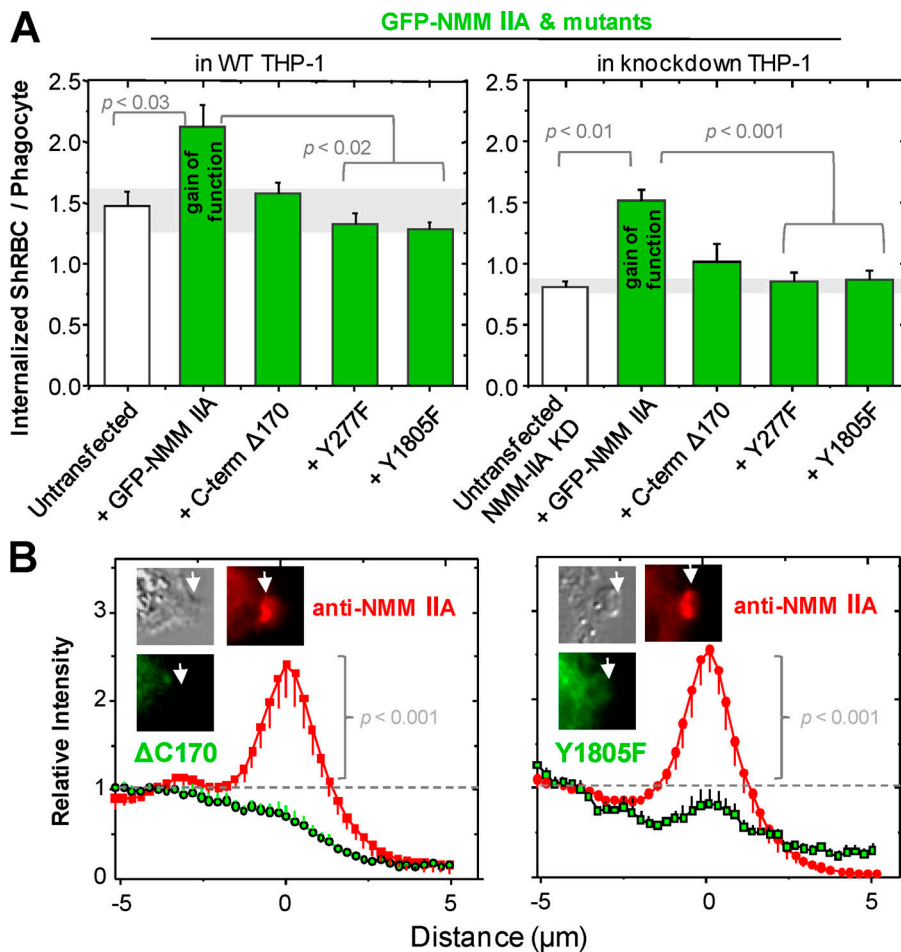 A
GFP-NMM IIA & mutants
in WT THP-1
in knockdown THP-1
Internalized ShRBC / Phagocyte
2.5
2.0
1.5
1.0
0.5
0.0
p < 0.03
p < 0.02
gain of
function
Untransfected
+ GFP-NMM IIA
+ C-term Δ170
+ Y277F
+ Y1805F
2.5
2.0
1.5
1.0
0.5
0.0
p < 0.01
p < 0.001
gain of
function
Untransfected
NMM-IIA KD
+ GFP-NMM IIA
+ C-term Δ170
+ Y277F
+ Y1805F
B
Relative Intensity
3
2
1
0
anti-NMM IIA
p < 0.001
ΔC170
-5
0
5
anti-NMM IIA
p < 0.001
Y1805F
-5
0
5
Distance (µm)